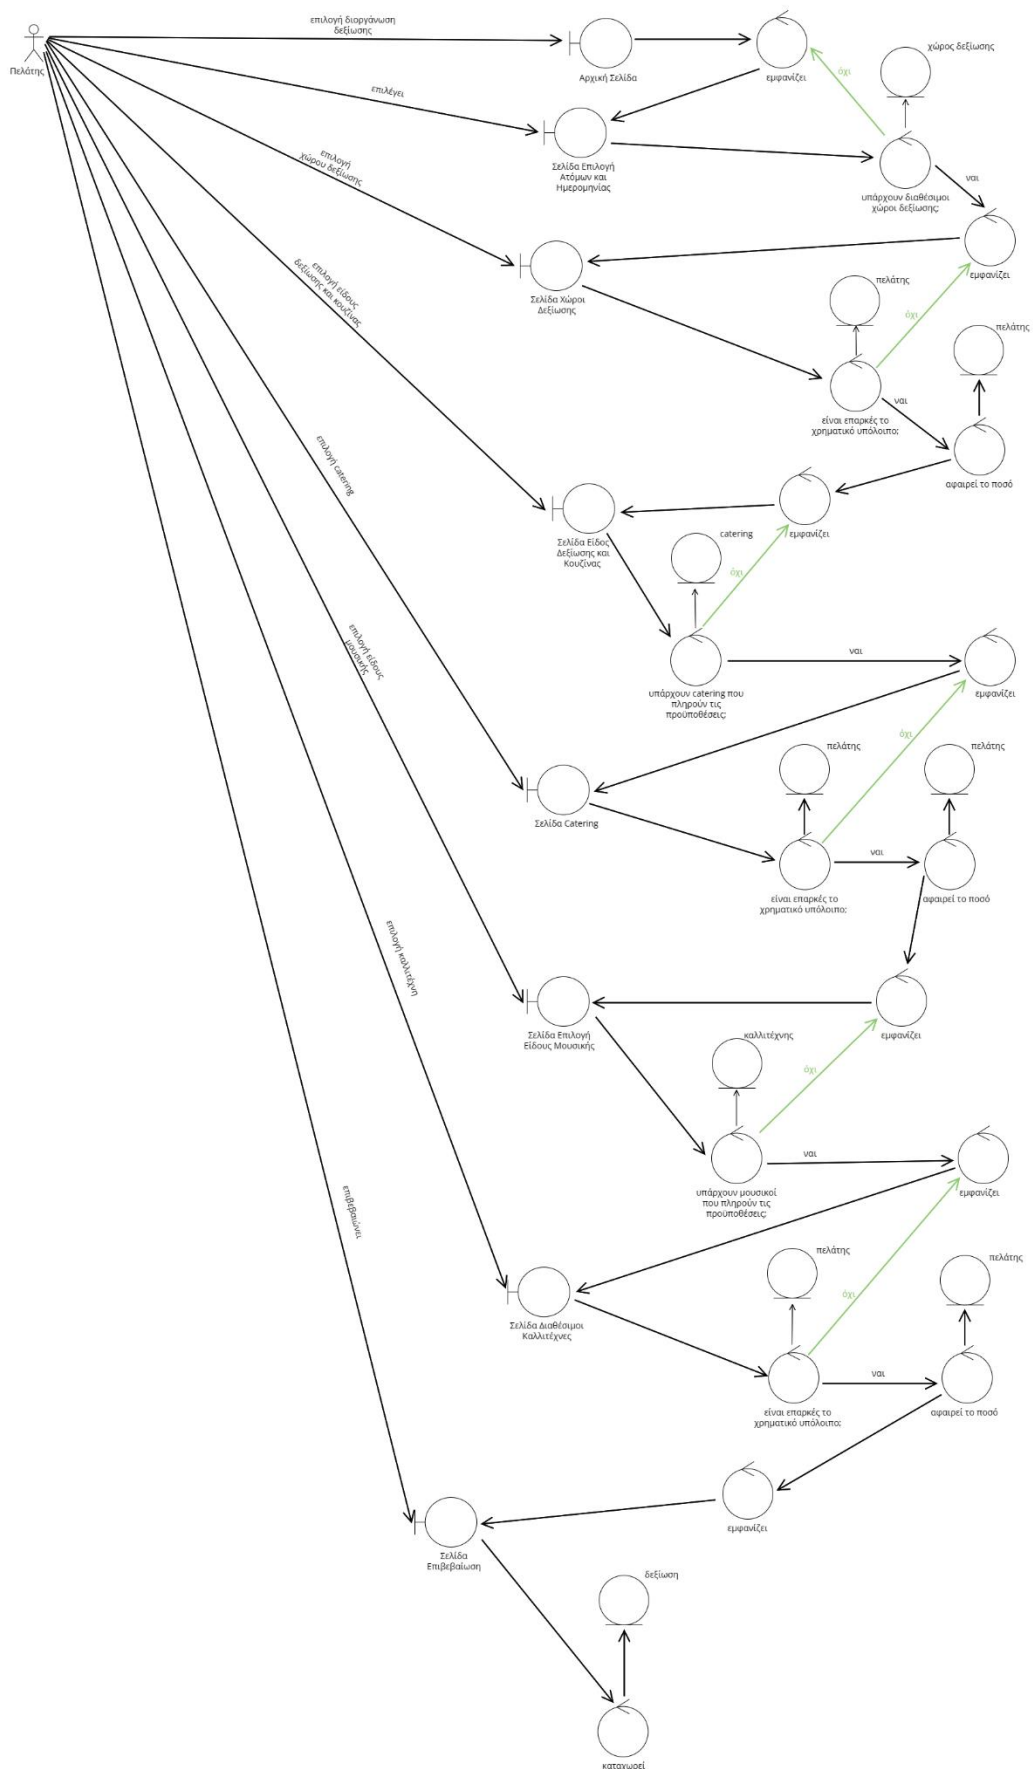 επιλογή διοργάνωση
δεξίωσης
Πελάτης
Αρχική Σελίδα
εμφανίζει
όχι
χώρος δεξίωσης
επιλέγει
Σελίδα Επιλογή
Ατόμων και
Ημερομηνίας
υπάρχουν διαθέσιμοι
χώροι δεξίωσης;
ναι
επιλογή
χώρου δεξίωσης
εμφανίζει
Σελίδα Χώροι
Δεξίωσης
πελάτης
όχι
πελάτης
επιλογή είδους
δεξίωσης και κουζίνας
είναι επαρκές το
χρηματικό υπόλοιπο;
ναι
αφαιρεί το ποσό
επιλογή catering
εμφανίζει
Σελίδα Είδος
Δεξίωσης και
Κουζίνας
catering
όχι
υπάρχουν catering που
πληρούν τις
προϋποθέσεις;
ναι
εμφανίζει
επιλογή είδους
μουσικής
όχι
πελάτης
πελάτης
Σελίδα Catering
είναι επαρκές το
χρηματικό υπόλοιπο;
ναι
αφαιρεί το ποσό
επιλογή καλλιτέχνη
εμφανίζει
Σελίδα Επιλογή
Είδους Μουσικής
καλλιτέχνης
όχι
υπάρχουν μουσικοί
που πληρούν τις
προϋποθέσεις;
ναι
εμφανίζει
επιβεβαιώνει
πελάτης
όχι
πελάτης
Σελίδα Διαθέσιμοι
Καλλιτέχνες
είναι επαρκές το
χρηματικό υπόλοιπο;
ναι
αφαιρεί το ποσό
εμφανίζει
Σελίδα
Επιβεβαίωση
δεξίωση
καταχωρεί